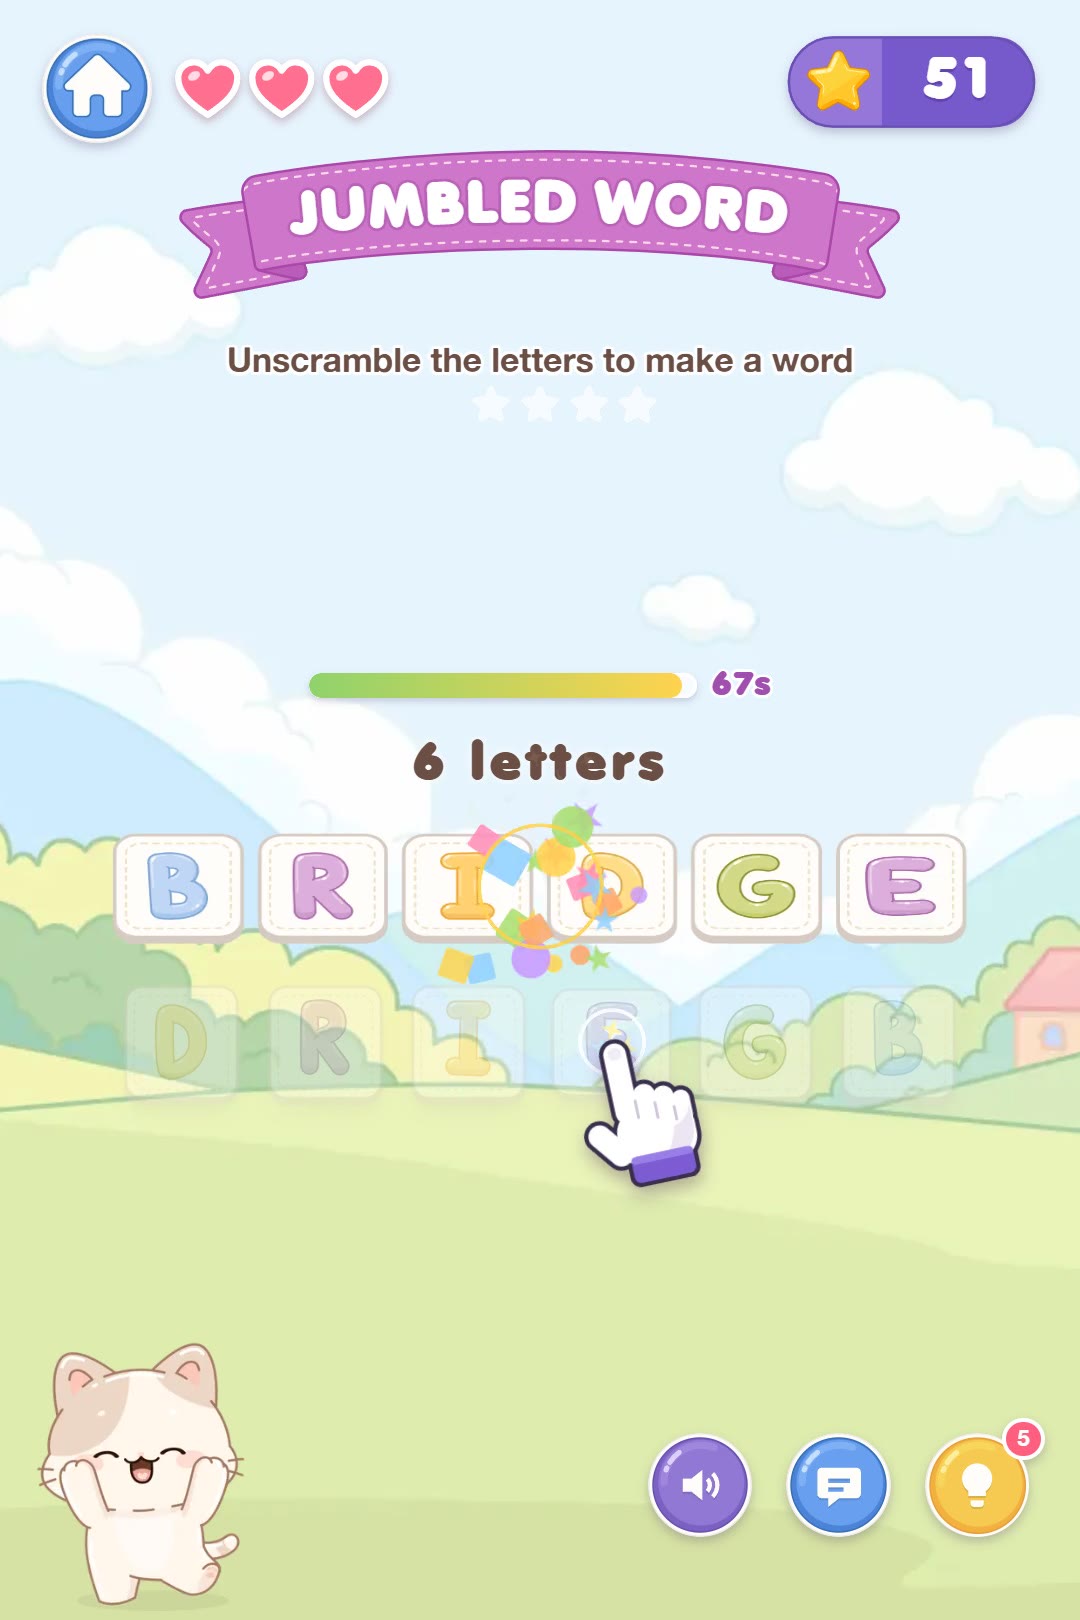 51
JUMBLED WORD
Unscramble the letters to make a word
67s
6 letters
B R I D G E
D R I E G B
5